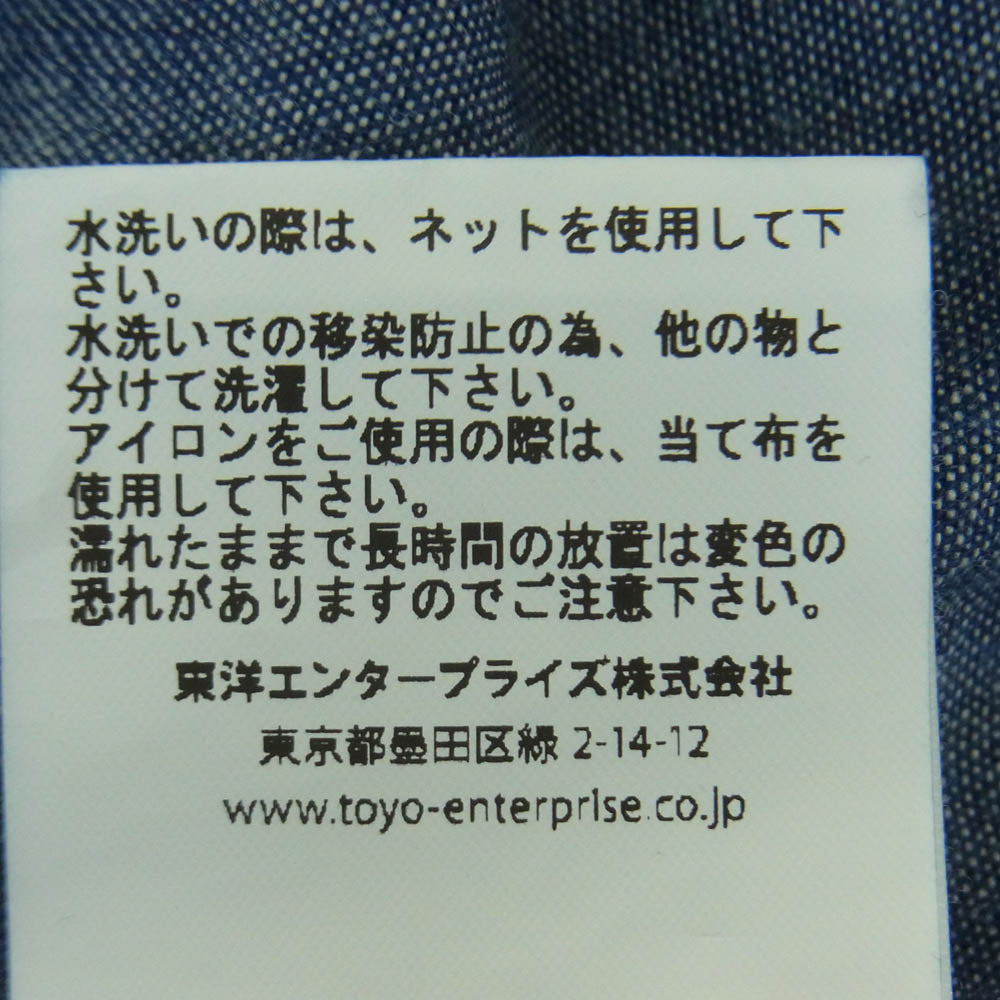 水洗いの際は、ネットを使用して下
さい。
水洗いでの移染防止の為、他の物と
分けて洗濯して下さい。
アイロンをご使用の際は、当て布を
使用して下さい。
濡れたままで長時間の放置は変色の
恐れがありますのでご注意下さい。
東洋エンタープライズ株式会社
東京都墨田区緑 2-14-12
www.toyo-enterprise.co.jp